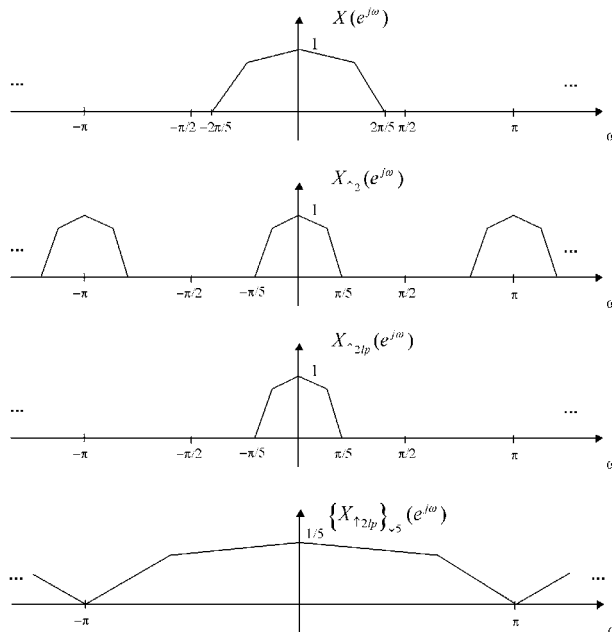 X(e^{jω})
1
... ...
−π −π/2 −2π/5 2π/5 π/2 π ω
X_{^2}(e^{jω})
1
... ...
−π −π/2 −π/5 π/5 π/2 π ω
X_{^2lp}(e^{jω})
1
... ...
−π −π/2 −π/5 π/5 π/2 π ω
{X_{↑2lp}}_{↓5}(e^{jω})
1/5
... ...
−π π